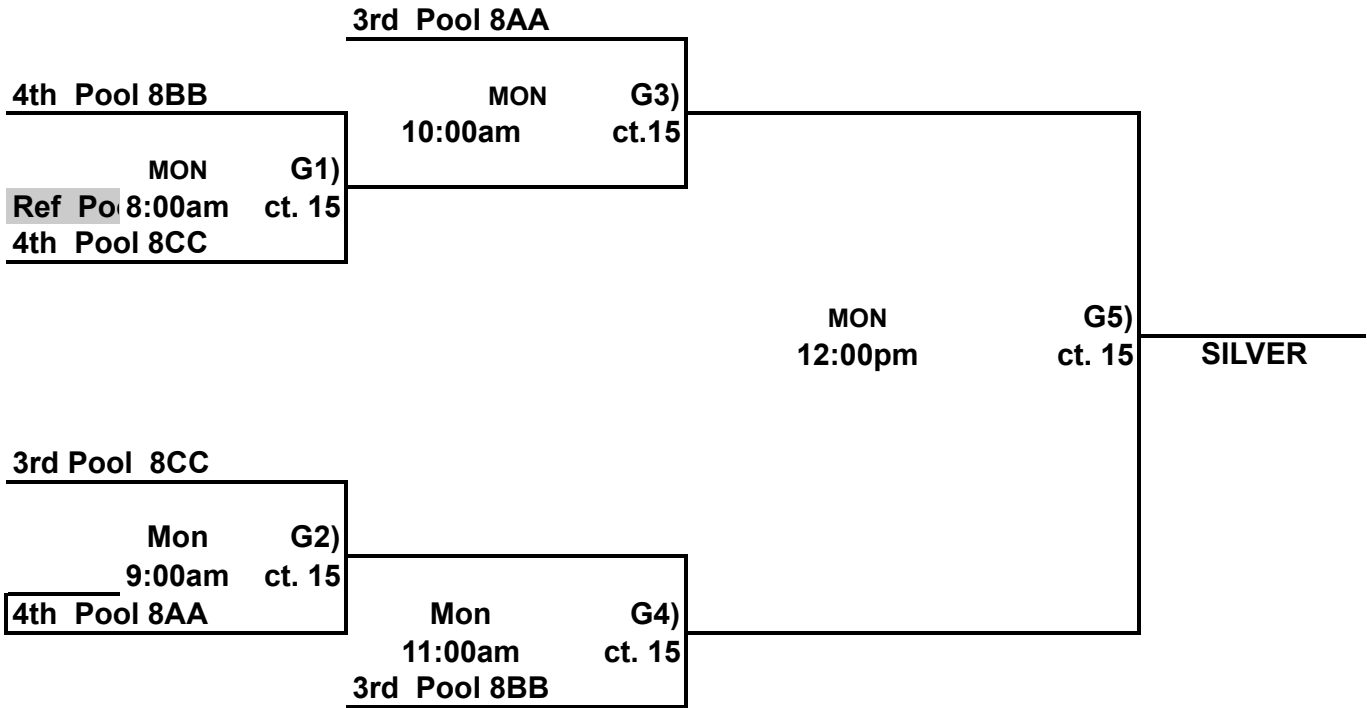 3rd Pool 8AA
4th Pool 8BB
MON G3)
10:00am ct.15
MON G1)
Ref 8:00am ct. 15
4th Pool 8CC
MON G5)
12:00pm ct. 15
SILVER
3rd Pool 8CC
Mon G2)
9:00am ct. 15
4th Pool 8AA
Mon G4)
11:00am ct. 15
3rd Pool 8BB